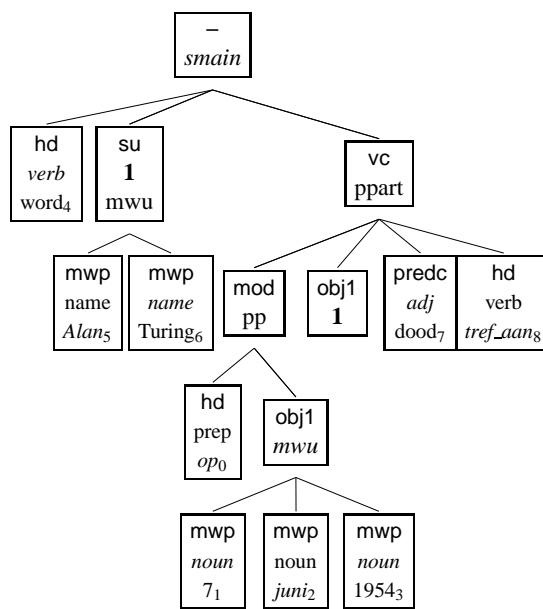 –
smain
hd
verb
word4
su
1
mwu
vc
ppart
mwp
name
Alan5
mwp
name
Turing6
mod
pp
obj1
1
predc
adj
dood7
hd
verb
tref_aan8
hd
prep
op0
obj1
mwu
mwp
noun
71
mwp
noun
juni2
mwp
noun
19543